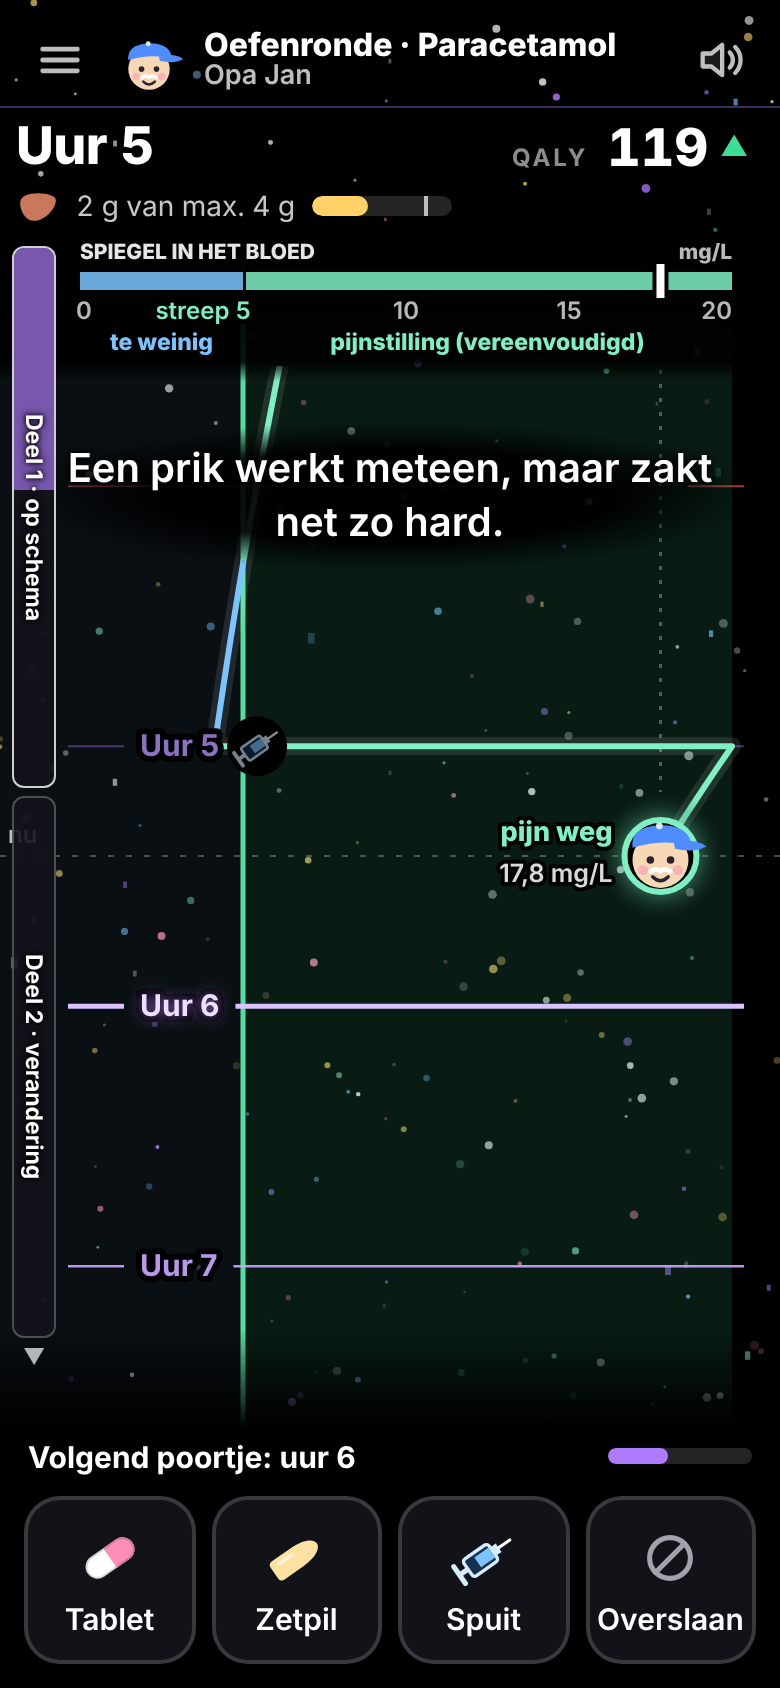 Oefenronde · Paracetamol
Opa Jan
Uur 5
QALY 119
2 g van max. 4 g
SPIEGEL IN HET BLOED mg/L
0 streep 5 10 15 20
te weinig pijnstilling (vereenvoudigd)
Deel 1 · op schema
Een prik werkt meteen, maar zakt
net zo hard.
Uur 5
nu
pijn weg
17,8 mg/L
Deel 2 · verandering
Uur 6
Uur 7
Volgend poortje: uur 6
Tablet
Zetpil
Spuit
Overslaan